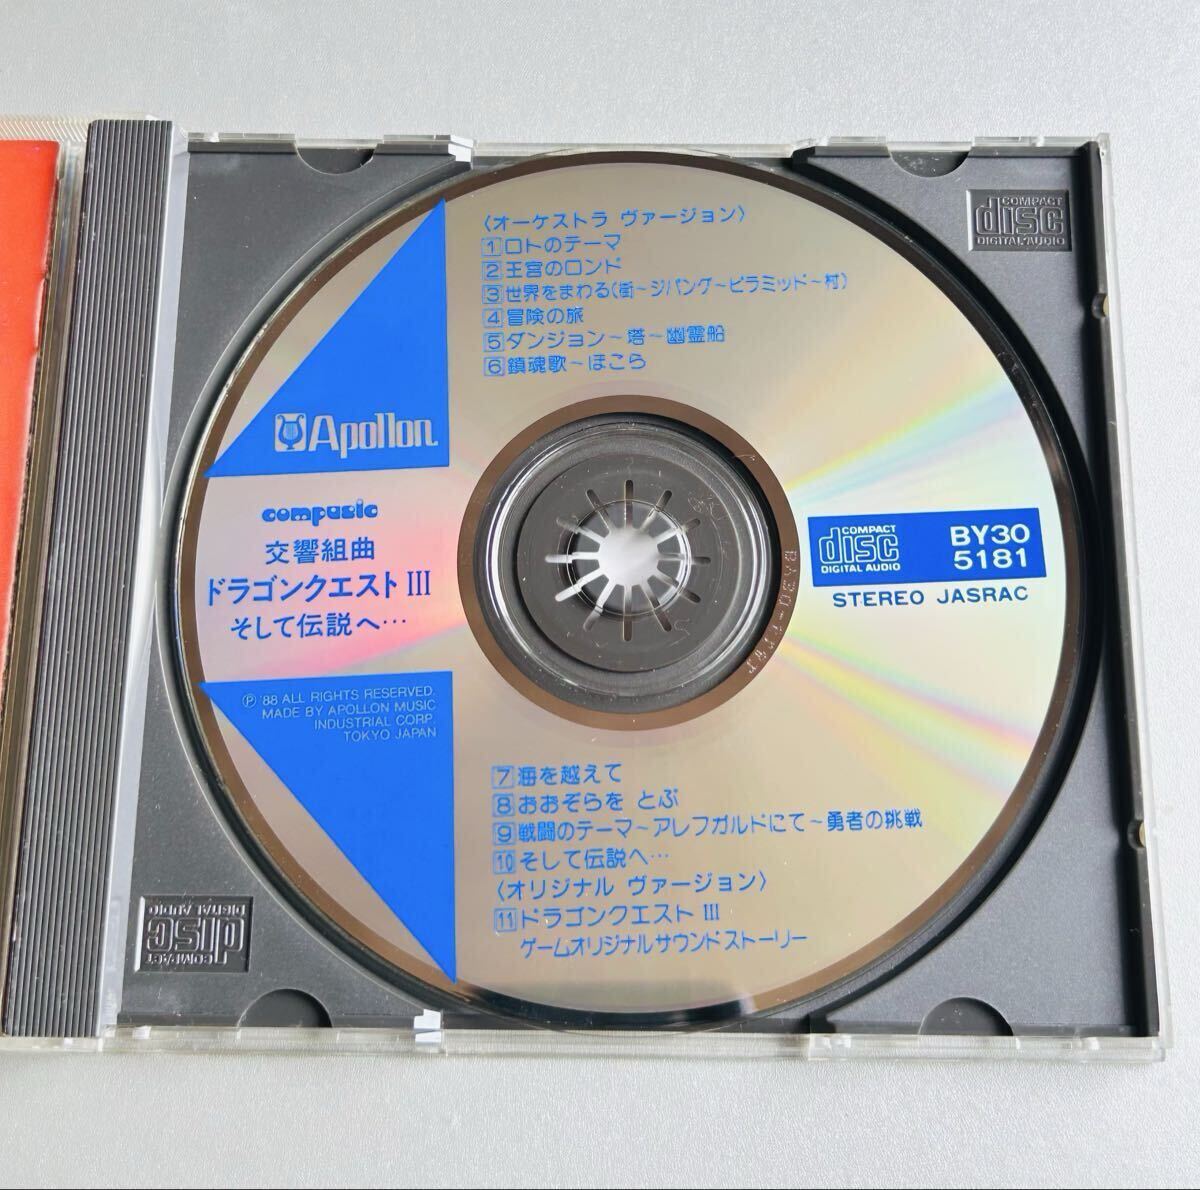 〈オーケストラ ヴァージョン〉
1 ロトのテーマ
2 王宮のロンド
3 世界をまわる(街～ジパング～ピラミッド～村)
4 冒険の旅
5 ダンジョン～塔～幽霊船
6 鎮魂歌～ほこら
Apollon
compusic
交響組曲
ドラゴンクエスト III
そして伝説へ…
COMPACT
disc
DIGITAL AUDIO
BY30
5181
STEREO JASRAC
Ⓟ '88 ALL RIGHTS RESERVED.
MADE BY APOLLON MUSIC
INDUSTRIAL CORP.
TOKYO JAPAN
7 海を越えて
8 おおぞらを とぶ
9 戦闘のテーマ～アレフガルドにて～勇者の挑戦
10 そして伝説へ…
〈オリジナル ヴァージョン〉
11 ドラゴンクエスト III
ゲームオリジナルサウンドストーリー
COMPACT
disc
DIGITAL AUDIO
COMPACT
disc
DIGITAL AUDIO